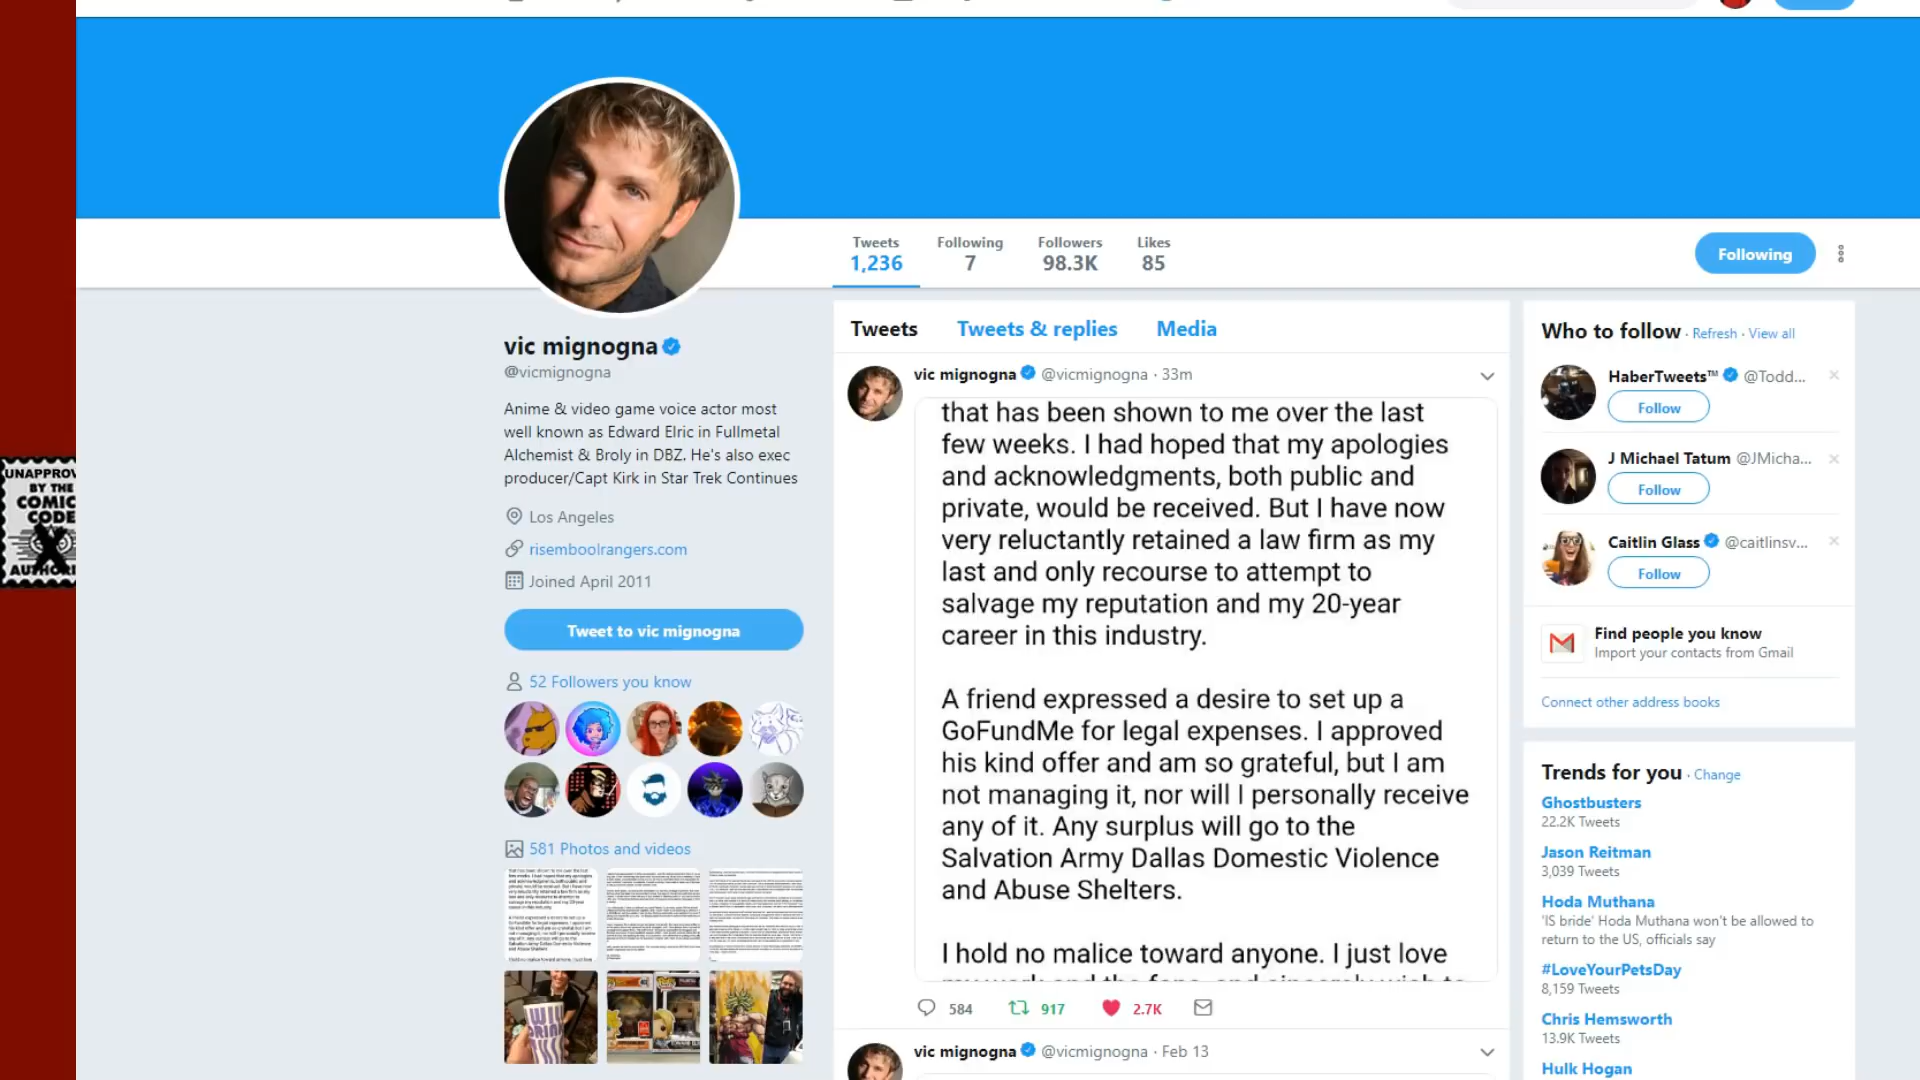 Tweets
1,236
Following
7
Followers
98.3K
Likes
85
Following
vic mignogna
@vicmignogna
Anime & video game voice actor most
well known as Edward Elric in Fullmetal
Alchemist & Broly in DBZ. He's also exec
producer/Capt Kirk in Star Trek Continues
Los Angeles
risemboolrangers.com
Joined April 2011
Tweet to vic mignogna
52 Followers you know
581 Photos and videos
UNAPPROV
BY THE
COMIC
CODE
Tweets Tweets & replies Media
vic mignogna @vicmignogna · 33m
that has been shown to me over the last
few weeks. I had hoped that my apologies
and acknowledgments, both public and
private, would be received. But I have now
very reluctantly retained a law firm as my
last and only recourse to attempt to
salvage my reputation and my 20-year
career in this industry.
A friend expressed a desire to set up a
GoFundMe for legal expenses. I approved
his kind offer and am so grateful, but I am
not managing it, nor will I personally receive
any of it. Any surplus will go to the
Salvation Army Dallas Domestic Violence
and Abuse Shelters.
I hold no malice toward anyone. I just love
584 917 2.7K
vic mignogna @vicmignogna · Feb 13
Who to follow · Refresh · View all
HaberTweets™ @Todd...
Follow
J Michael Tatum @JMicha...
Follow
Caitlin Glass @caitlinsv...
Follow
Find people you know
Import your contacts from Gmail
Connect other address books
Trends for you · Change
Ghostbusters
22.2K Tweets
Jason Reitman
3,039 Tweets
Hoda Muthana
'IS bride' Hoda Muthana won't be allowed to
return to the US, officials say
#LoveYourPetsDay
8,159 Tweets
Chris Hemsworth
13.9K Tweets
Hulk Hogan